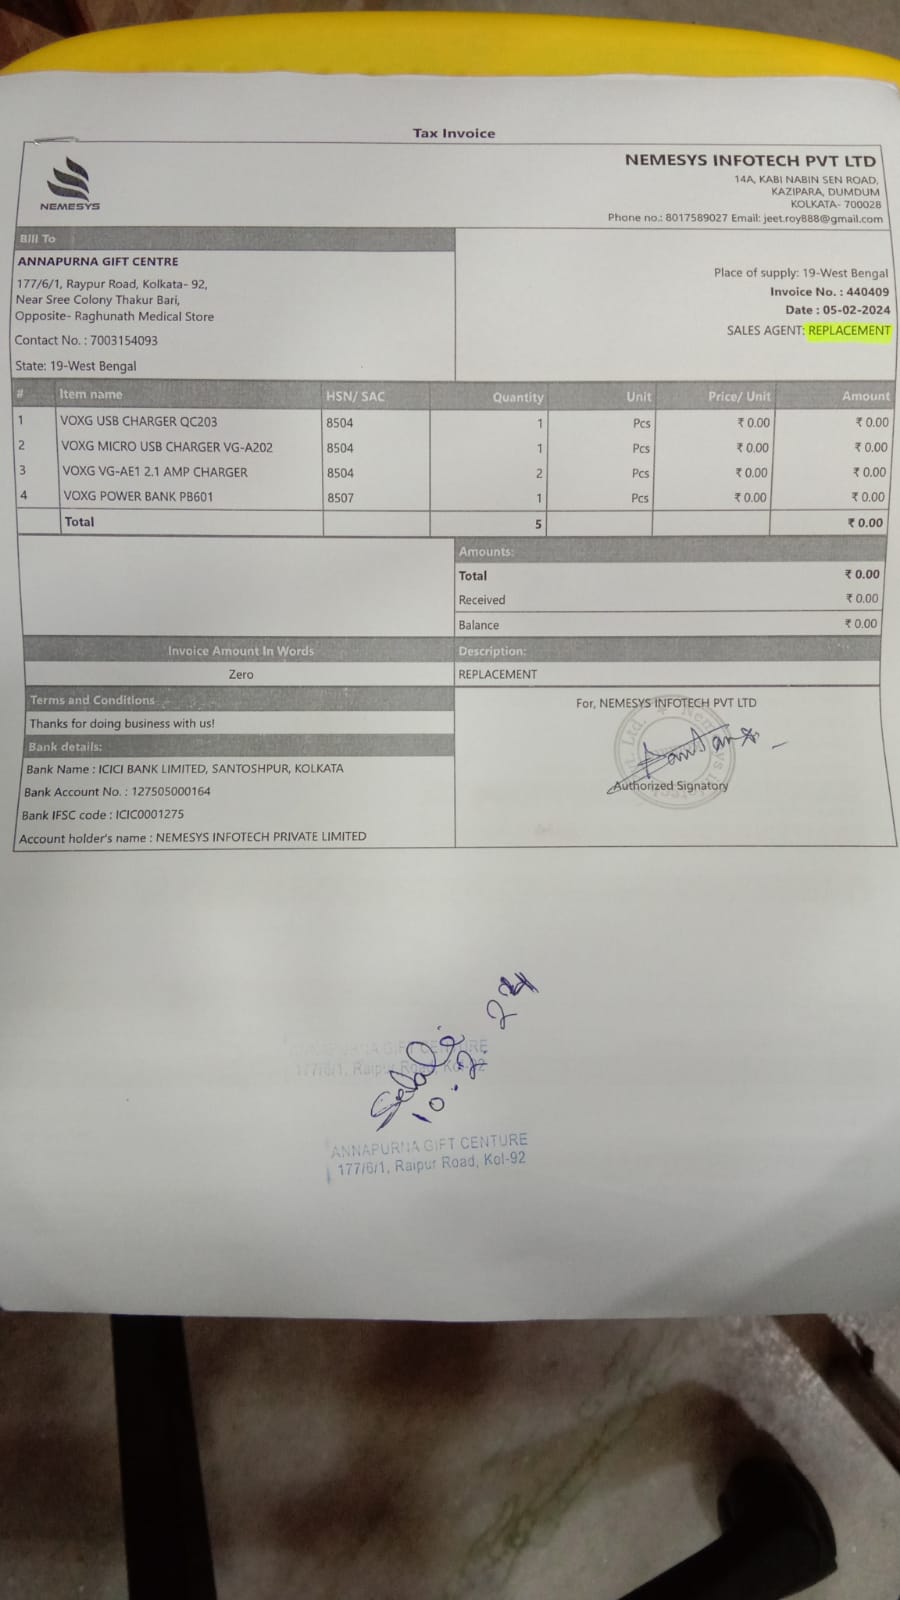 Tax Invoice
NEMESYS
NEMESYS INFOTECH PVT LTD
14A, KABI NABIN SEN ROAD,
KAZIPARA, DUMDUM
KOLKATA- 700028
Phone no.: 8017589027 Email: jeet.roy888@gmail.com
Bill To
ANNAPURNA GIFT CENTRE
177/6/1, Raypur Road, Kolkata- 92,
Near Sree Colony Thakur Bari,
Opposite- Raghunath Medical Store
Contact No. : 7003154093
State: 19-West Bengal
Place of supply: 19-West Bengal
Invoice No. : 440409
Date : 05-02-2024
SALES AGENT: REPLACEMENT
# Item name HSN/ SAC Quantity Unit Price/ Unit Amount
1 VOXG USB CHARGER QC203 8504 1 Pcs ₹ 0.00 ₹ 0.00
2 VOXG MICRO USB CHARGER VG-A202 8504 1 Pcs ₹ 0.00 ₹ 0.00
3 VOXG VG-AE1 2.1 AMP CHARGER 8504 2 Pcs ₹ 0.00 ₹ 0.00
4 VOXG POWER BANK PB601 8507 1 Pcs ₹ 0.00 ₹ 0.00
Total 5 ₹ 0.00
Amounts:
Total ₹ 0.00
Received ₹ 0.00
Balance ₹ 0.00
Invoice Amount In Words
Zero
Description:
REPLACEMENT
Terms and Conditions
Thanks for doing business with us!
Bank details:
Bank Name : ICICI BANK LIMITED, SANTOSHPUR, KOLKATA
Bank Account No. : 127505000164
Bank IFSC code : ICIC0001275
Account holder's name : NEMESYS INFOTECH PRIVATE LIMITED
For, NEMESYS INFOTECH PVT LTD
Authorized Signatory
ANNAPURNA GIFT CENTURE
177/6/1, Raipur Road, Kol-92
10.2.24
ANNAPURNA GIFT CENTURE
177/6/1, Raipur Road, Kol-92